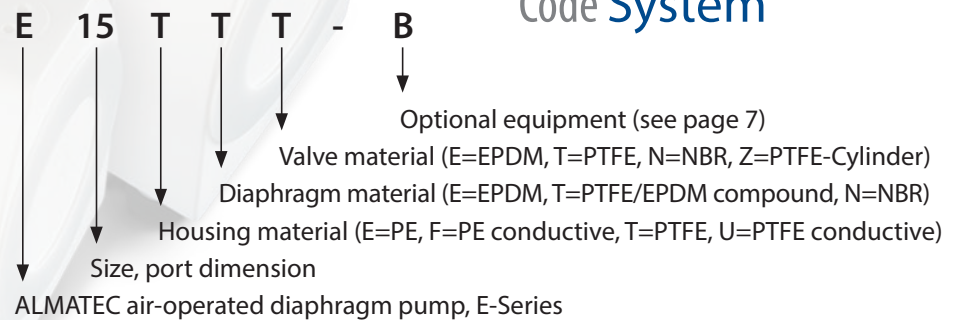 Code System
E 15 T T T - B
Optional equipment (see page 7)
Valve material (E=EPDM, T=PTFE, N=NBR, Z=PTFE-Cylinder)
Diaphragm material (E=EPDM, T=PTFE/EPDM compound, N=NBR)
Housing material (E=PE, F=PE conductive, T=PTFE, U=PTFE conductive)
Size, port dimension
ALMATEC air-operated diaphragm pump, E-Series